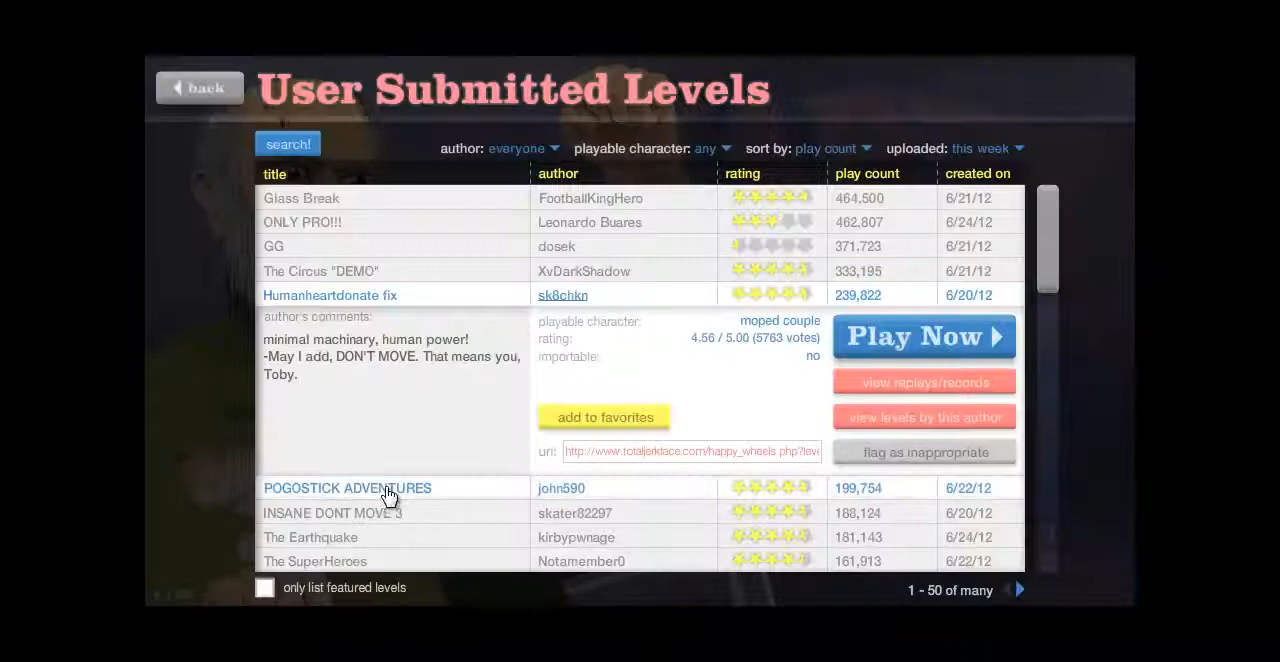 back
User Submitted Levels
search!
author: everyone playable character: any sort by: play count uploaded: this week
title author rating play count created on
Glass Break FootballKingHero 464,500 6/21/12
ONLY PRO!!! Leonardo Buares 462,807 6/24/12
GG dosek 371,723 6/21/12
The Circus "DEMO" XvDarkShadow 333,195 6/21/12
Humanheartdonate fix sk8chkn 239,822 6/20/12
author's comments:
minimal machinary, human power!
-May I add, DON'T MOVE. That means you,
Toby.
playable character: moped couple
rating: 4.56 / 5.00 (5763 votes)
importable: no
add to favorites
url: http://www.totaljerkface.com/happy_wheels.php?leve
Play Now
view replays/records
view levels by this author
flag as inappropriate
POGOSTICK ADVENTURES john590 199,754 6/22/12
INSANE DONT MOVE 3 skater82297 188,124 6/20/12
The Earthquake kirbypwnage 181,143 6/24/12
The SuperHeroes Notamember0 161,913 6/22/12
only list featured levels
1 - 50 of many